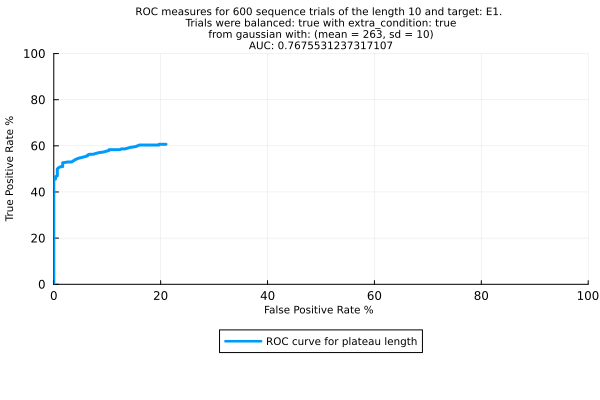 ROC measures for 600 sequence trials of the length 10 and target: E1.
Trials were balanced: true with extra_condition: true
from gaussian with: (mean = 263, sd = 10)
AUC: 0.7675531237317107
100
80
60
40
20
0
True Positive Rate %
0 20 40 60 80 100
False Positive Rate %
ROC curve for plateau length